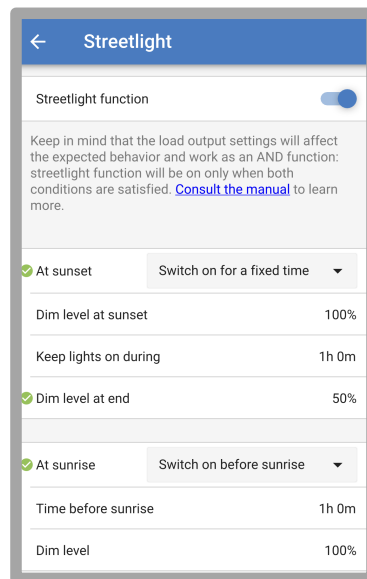 Streetlight
Streetlight function
Keep in mind that the load output settings will affect
the expected behavior and work as an AND function:
streetlight function will be on only when both
conditions are satisfied. Consult the manual to learn
more.
At sunset Switch on for a fixed time
Dim level at sunset 100%
Keep lights on during 1h 0m
Dim level at end 50%
At sunrise Switch on before sunrise
Time before sunrise 1h 0m
Dim level 100%